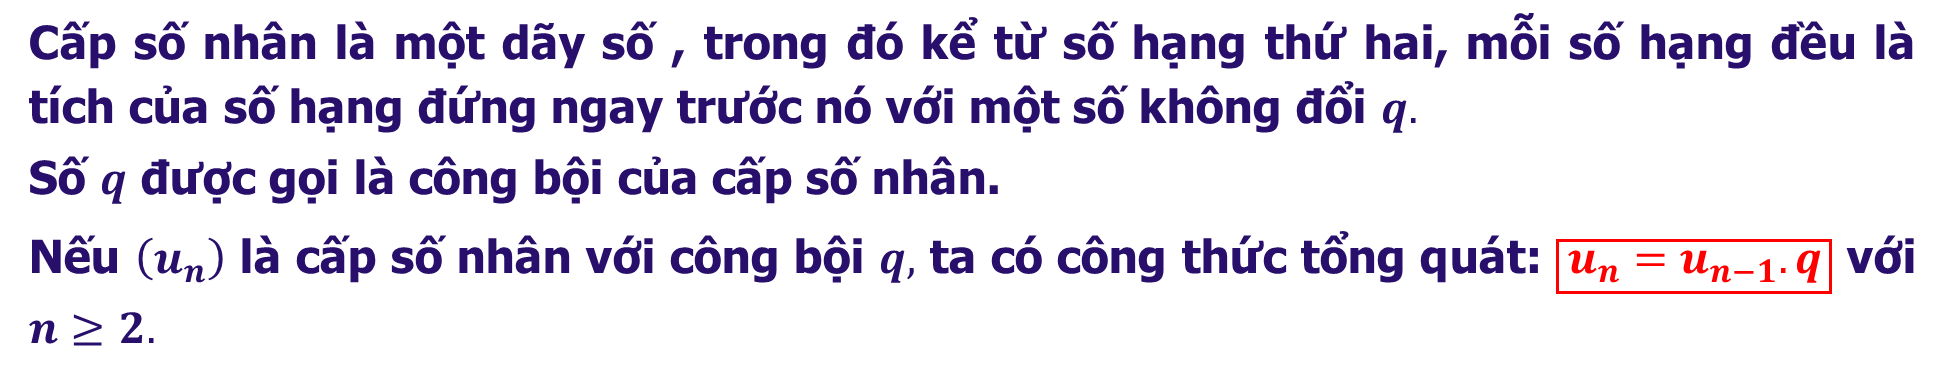 Cấp số nhân là một dãy số , trong đó kể từ số hạng thứ hai, mỗi số hạng đều là
tích của số hạng đứng ngay trước nó với một số không đổi q.
Số q được gọi là công bội của cấp số nhân.
Nếu (uₙ) là cấp số nhân với công bội q, ta có công thức tổng quát: uₙ = uₙ₋₁. q với
n ≥ 2.